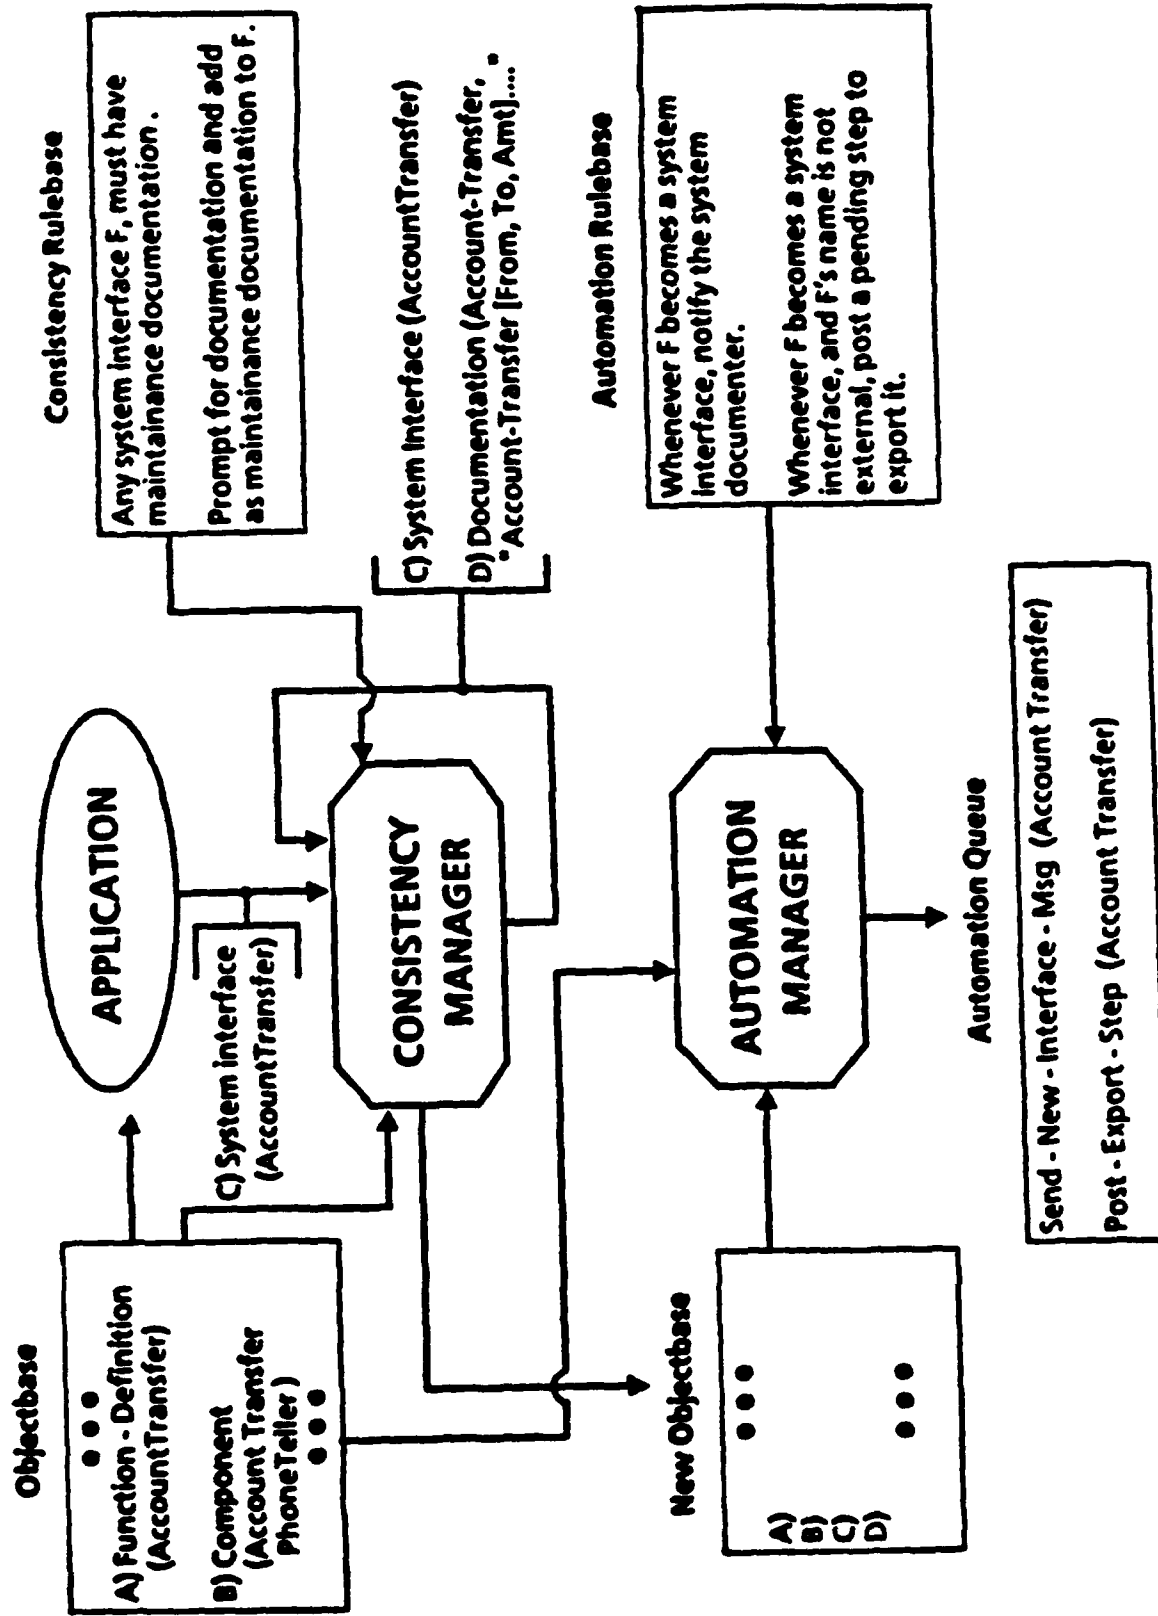 Objectbase
● ● ●
A) Function - Definition
(AccountTransfer)
B) Component
(Account Transfer
PhoneTeller )
● ● ●
APPLICATION
C) System interface
(AccountTransfer)
Consistency Rulebase
Any system interface F, must have
maintainance documentation.
Prompt for documentation and add
as maintainance documentation to F.
CONSISTENCY
MANAGER
C) System Interface (AccountTransfer)
D) Documentation (Account-Transfer,
"Account-Transfer [From, To, Amt]...."
New Objectbase
● ● ●
A)
B)
C)
D)
● ● ●
AUTOMATION
MANAGER
Automation Rulebase
Whenever F becomes a system
interface, notify the system
documenter.
Whenever F becomes a system
interface, and F's name is not
external, post a pending step to
export it.
Automation Queue
Send - New - Interface - Msg (Account Transfer)
Post - Export - Step (Account Transfer)